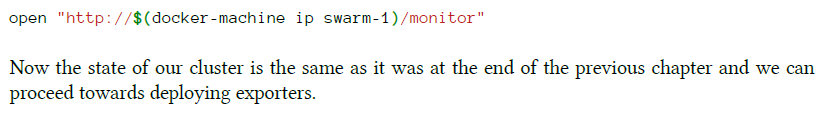 open "http://$(docker-machine ip swarm-1)/monitor"
Now the state of our cluster is the same as it was at the end of the previous chapter and we can
proceed towards deploying exporters.